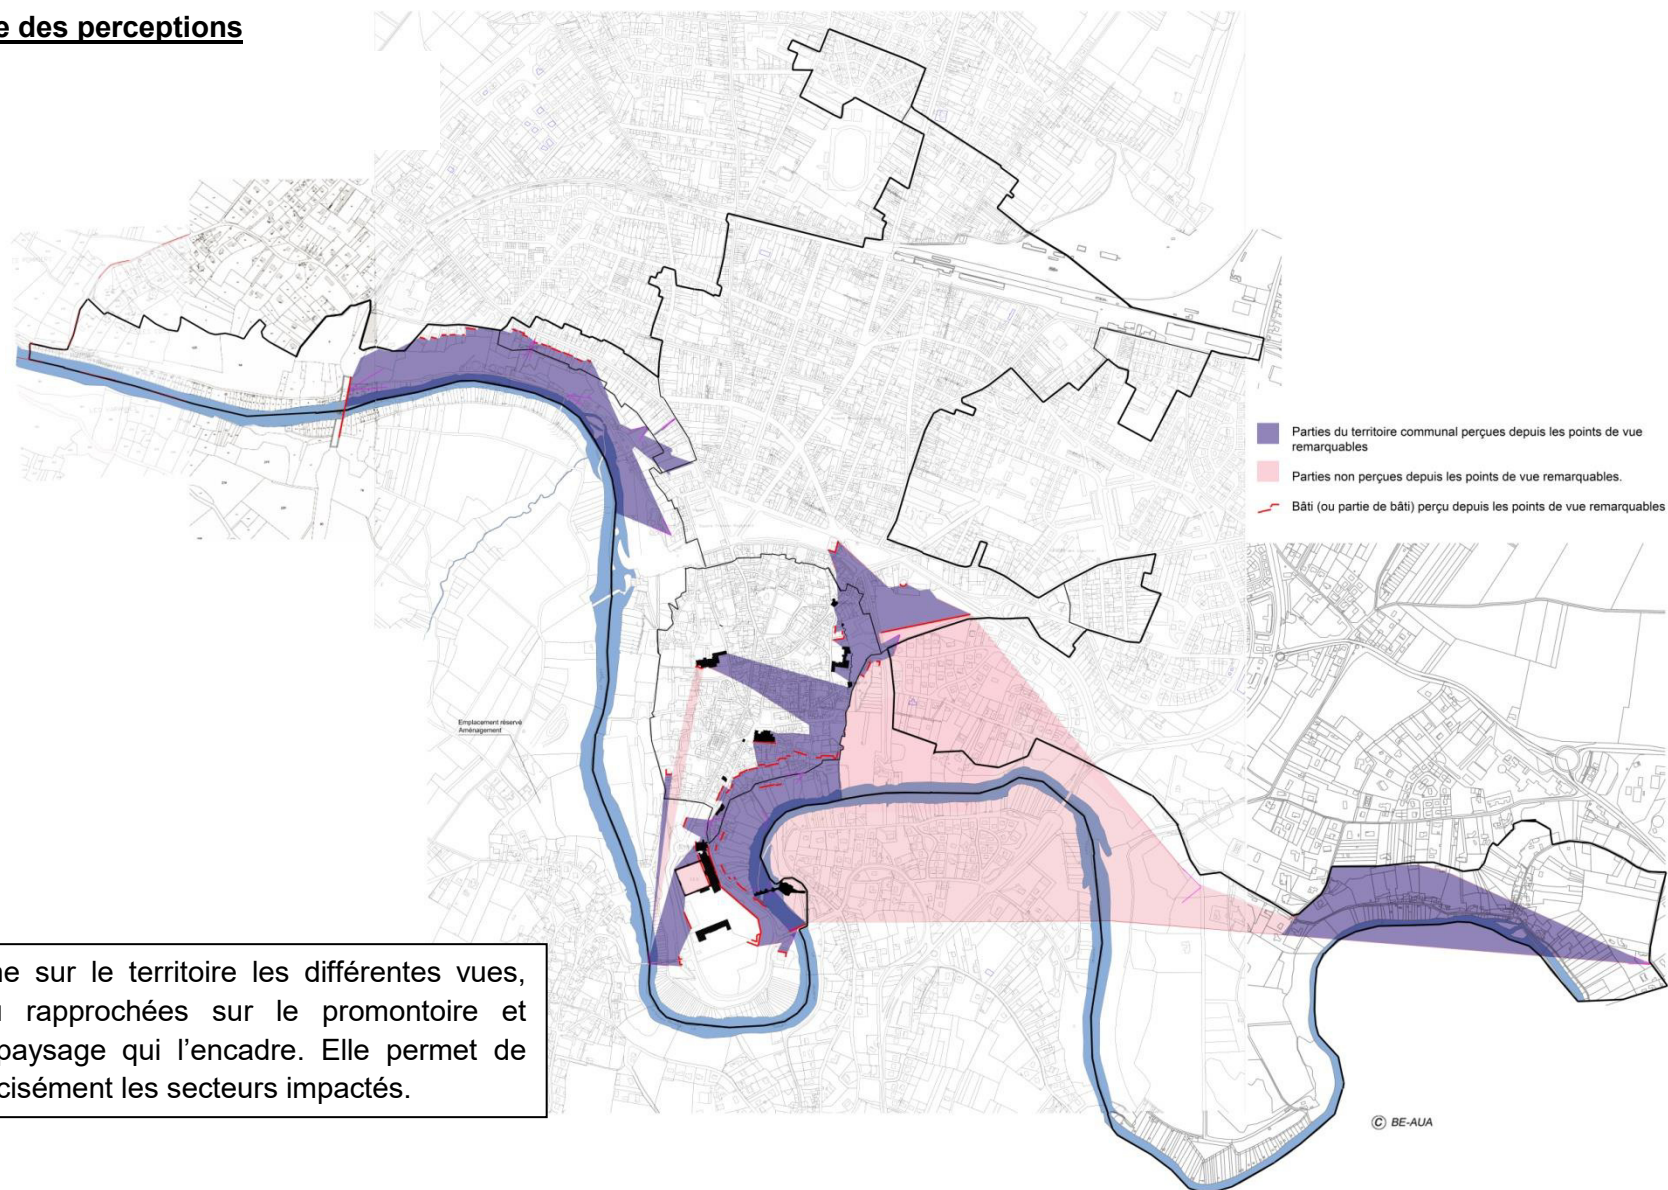 e des perceptions
Parties du territoire communal perçues depuis les points de vue
remarquables
Parties non perçues depuis les points de vue remarquables.
Bâti (ou partie de bâti) perçu depuis les points de vue remarquables
Emplacement réservé
Aménagement
ne sur le territoire les différentes vues,
u rapprochées sur le promontoire et
paysage qui l'encadre. Elle permet de
cisément les secteurs impactés.
© BE-AUA